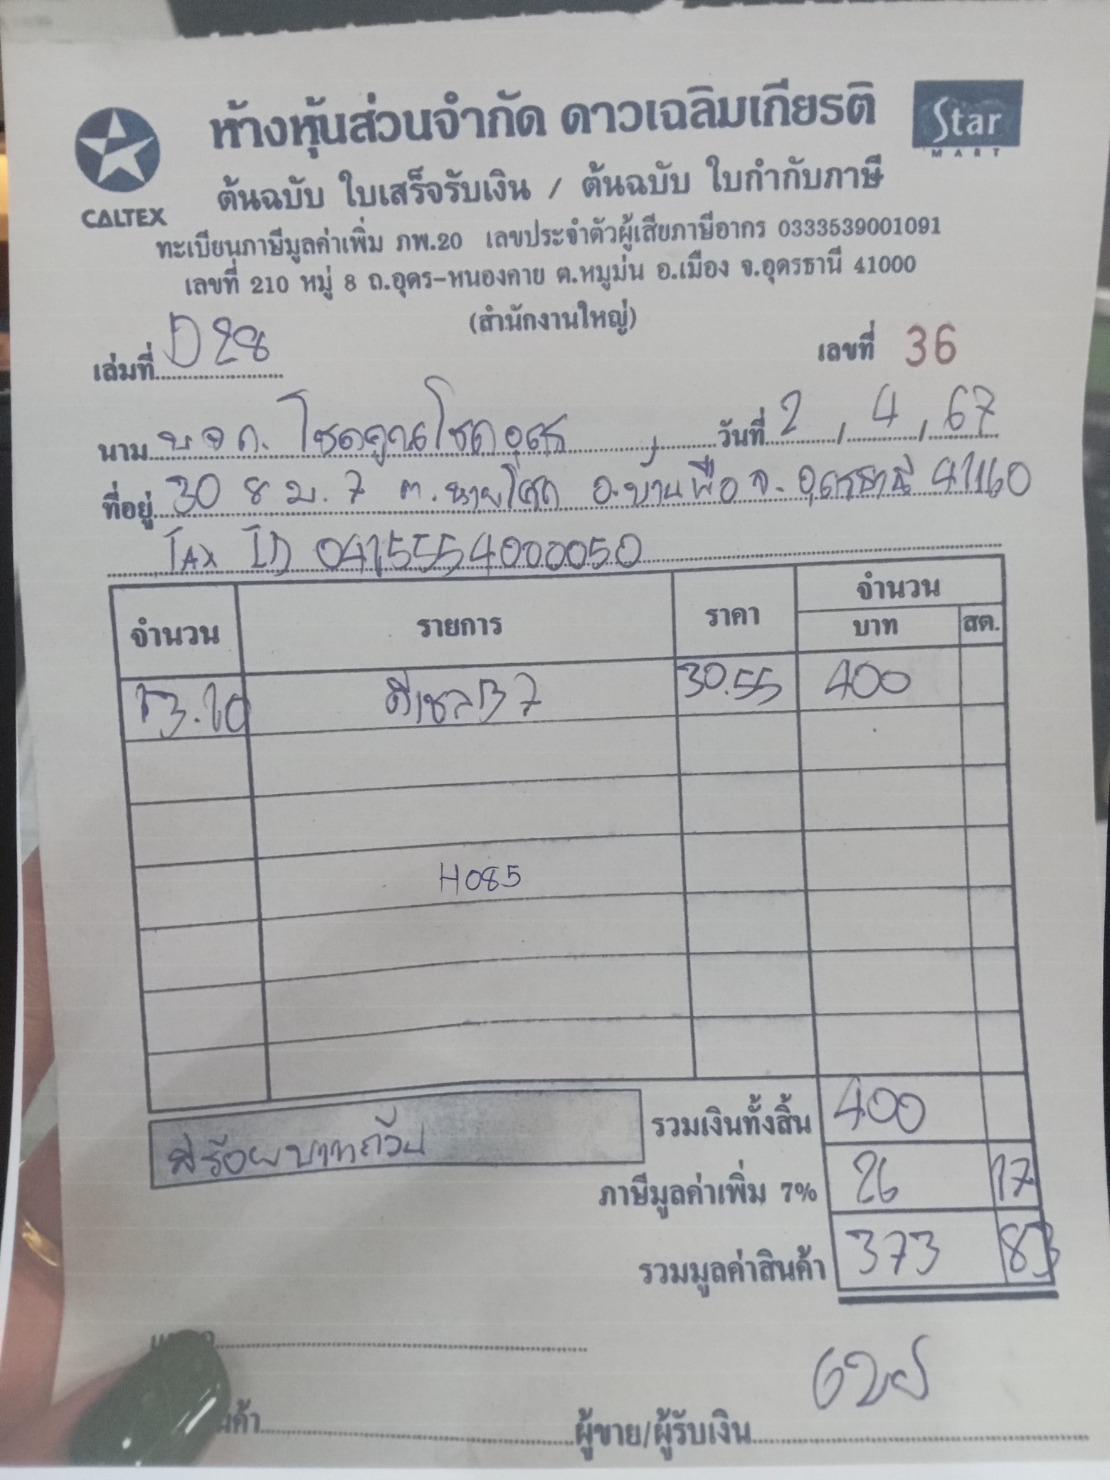 ห้างหุ้นส่วนจำกัด ดาวเฉลิมเกียรติ
Star
MART
CALTEX
ต้นฉบับ ใบเสร็จรับเงิน / ต้นฉบับ ใบกำกับภาษี
ทะเบียนภาษีมูลค่าเพิ่ม ภพ.20 เลขประจำตัวผู้เสียภาษีอากร 0333539001091
เลขที่ 210 หมู่ 8 ถ.อุดร-หนองคาย ต.หมูม่น อ.เมือง จ.อุดรธานี 41000
(สำนักงานใหญ่)
เล่มที่ D28 เลขที่ 36
นาม บจก. โชคคูณโชคอุดร วันที่ 2, 4, 67
ที่อยู่ 308 ม. 7 ต. อ.บ้านผือ จ. อุดรธานี 41160
TAX ID 0415554000050
จำนวน รายการ ราคา จำนวน
บาท สต.
13.10 ดีเซลB7 30.55 400
H085
รวมเงินทั้งสิ้น 400
สี่ร้อยบาทถ้วน
ภาษีมูลค่าเพิ่ม 7% 26 17
รวมมูลค่าสินค้า 373 83
ผู้ขาย/ผู้รับเงิน